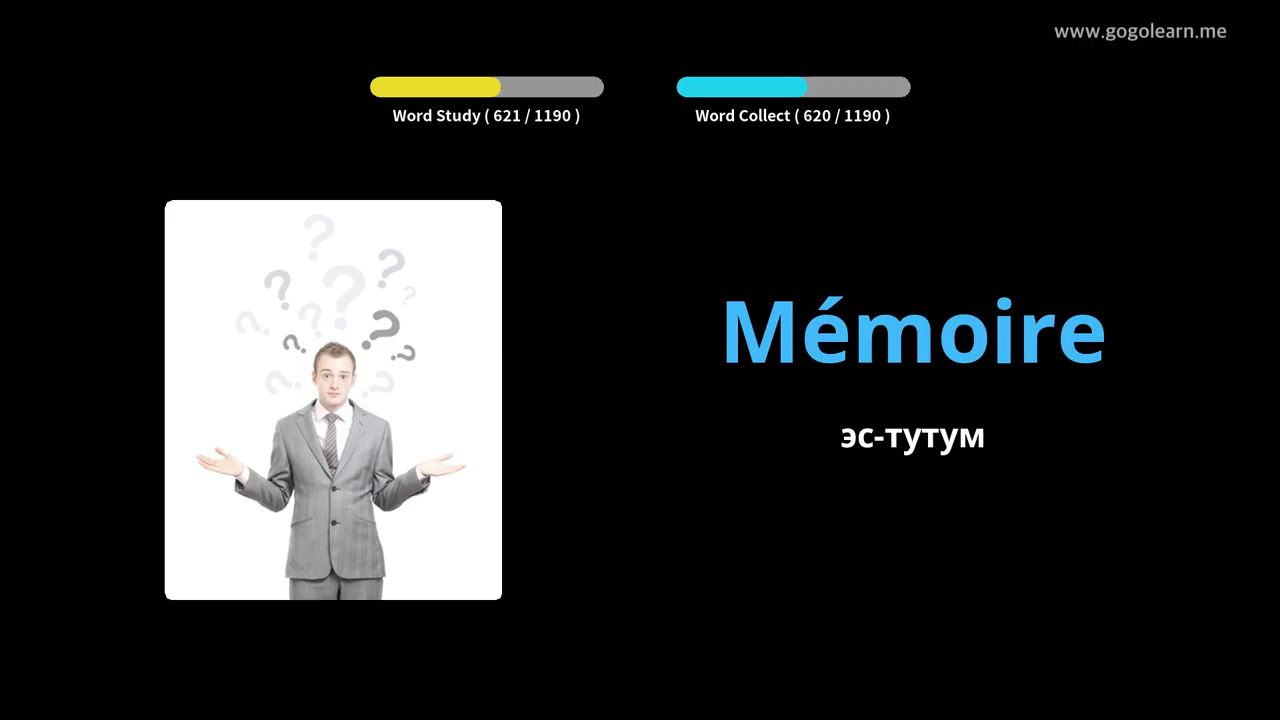 www.gogolearn.me
Word Study ( 621 / 1190 )
Word Collect ( 620 / 1190 )
Mémoire
эс-тутум